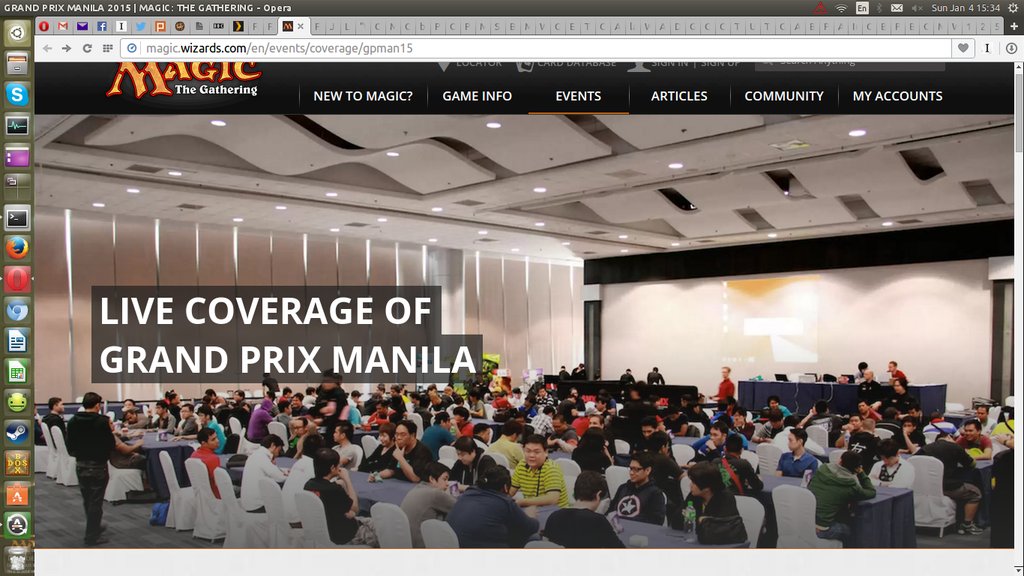 GRAND PRIX MANILA 2015 | MAGIC: THE GATHERING - Opera
En
Sun Jan 4 15:34
magic.wizards.com/en/events/coverage/gpman15
MAGIC
The Gathering
LOCATOR
CARD DATABASE
SIGN IN | SIGN UP
Search Anything
NEW TO MAGIC?
GAME INFO
EVENTS
ARTICLES
COMMUNITY
MY ACCOUNTS
LIVE COVERAGE OF
GRAND PRIX MANILA